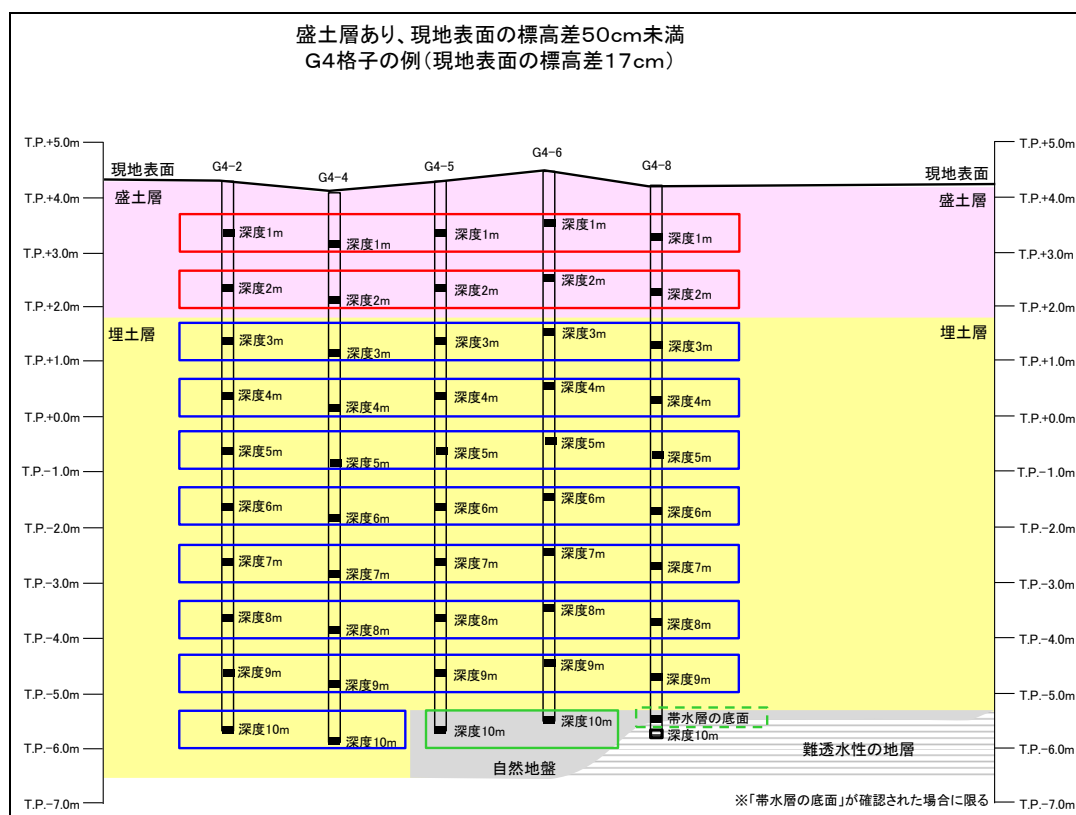 盛土層あり、現地表面の標高差50cm未満
G4格子の例(現地表面の標高差17cm)
T.P.+5.0m
T.P.+5.0m
現地表面
G4-2
G4-4
G4-5
G4-6
G4-8
現地表面
T.P.+4.0m
盛土層
盛土層
T.P.+4.0m
深度1m
深度1m
深度1m
深度1m
深度1m
T.P.+3.0m
T.P.+3.0m
深度2m
深度2m
深度2m
深度2m
深度2m
T.P.+2.0m
T.P.+2.0m
埋土層
埋土層
深度3m
深度3m
深度3m
深度3m
深度3m
T.P.+1.0m
T.P.+1.0m
深度4m
深度4m
深度4m
深度4m
深度4m
T.P.+0.0m
T.P.+0.0m
深度5m
深度5m
深度5m
深度5m
深度5m
T.P.-1.0m
T.P.-1.0m
深度6m
深度6m
深度6m
深度6m
深度6m
T.P.-2.0m
T.P.-2.0m
深度7m
深度7m
深度7m
深度7m
深度7m
T.P.-3.0m
T.P.-3.0m
深度8m
深度8m
深度8m
深度8m
深度8m
T.P.-4.0m
T.P.-4.0m
深度9m
深度9m
深度9m
深度9m
深度9m
T.P.-5.0m
T.P.-5.0m
深度10m
深度10m
深度10m
深度10m
帯水層の底面
深度10m
T.P.-6.0m
T.P.-6.0m
自然地盤
難透水性の地層
T.P.-7.0m
※「帯水層の底面」が確認された場合に限る
T.P.-7.0m